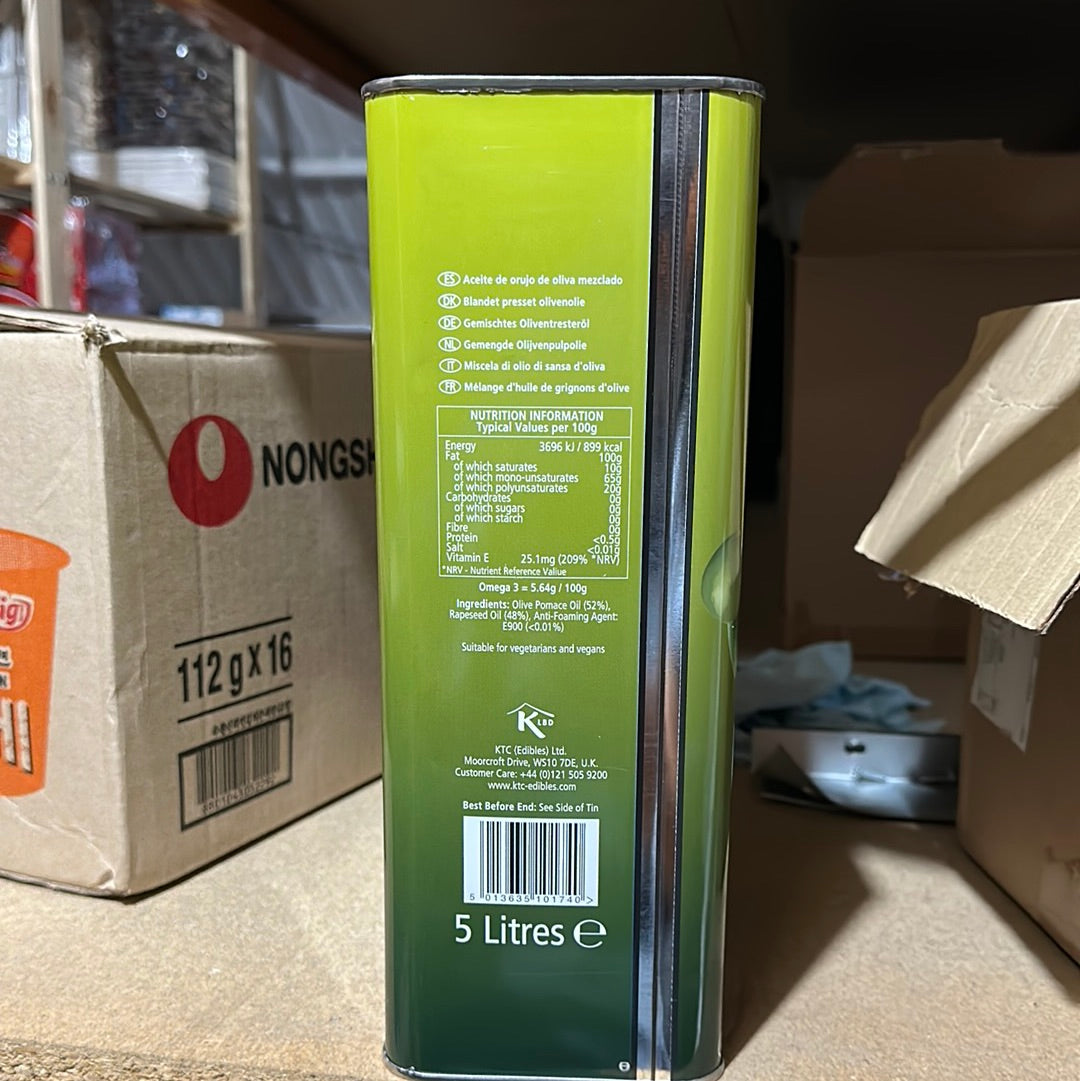 ES Aceite de orujo de oliva mezclado
DK Blandet presset olivenolie
DE Gemischtes Oliventresteröl
NL Gemengde Olijvenpulpolie
IT Miscela di olio di sansa d'oliva
FR Mélange d'huile de grignons d'olive
NUTRITION INFORMATION
Typical Values per 100g
Energy 3696 kJ / 899 kcal
Fat 100g
of which saturates 10g
of which mono-unsaturates 65g
of which polyunsaturates 20g
Carbohydrates 0g
of which sugars 0g
of which starch 0g
Fibre 0g
Protein <0.5g
Salt <0.01g
Vitamin E 25.1mg (209% *NRV)
*NRV - Nutrient Reference Valiue
Omega 3 = 5.64g / 100g
Ingredients: Olive Pomace Oil (52%),
Rapeseed Oil (48%), Anti-Foaming Agent:
E900 (<0.01%)
Suitable for vegetarians and vegans
K LBD
KTC (Edibles) Ltd.
Moorcroft Drive, WS10 7DE, U.K.
Customer Care: +44 (0)121 505 9200
www.ktc-edibles.com
Best Before End: See Side of Tin
5 013635 101740 >
5 Litres e
NONGSH
112 g X 16